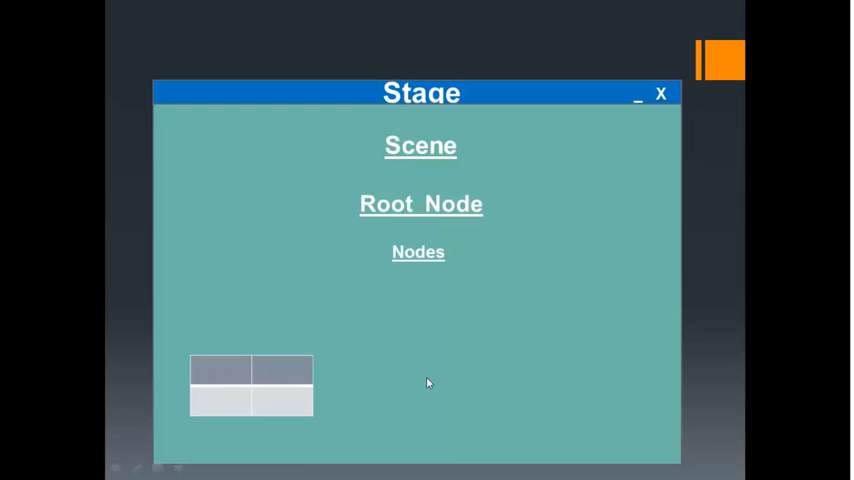 Stage
_ X
Scene
Root Node
Nodes